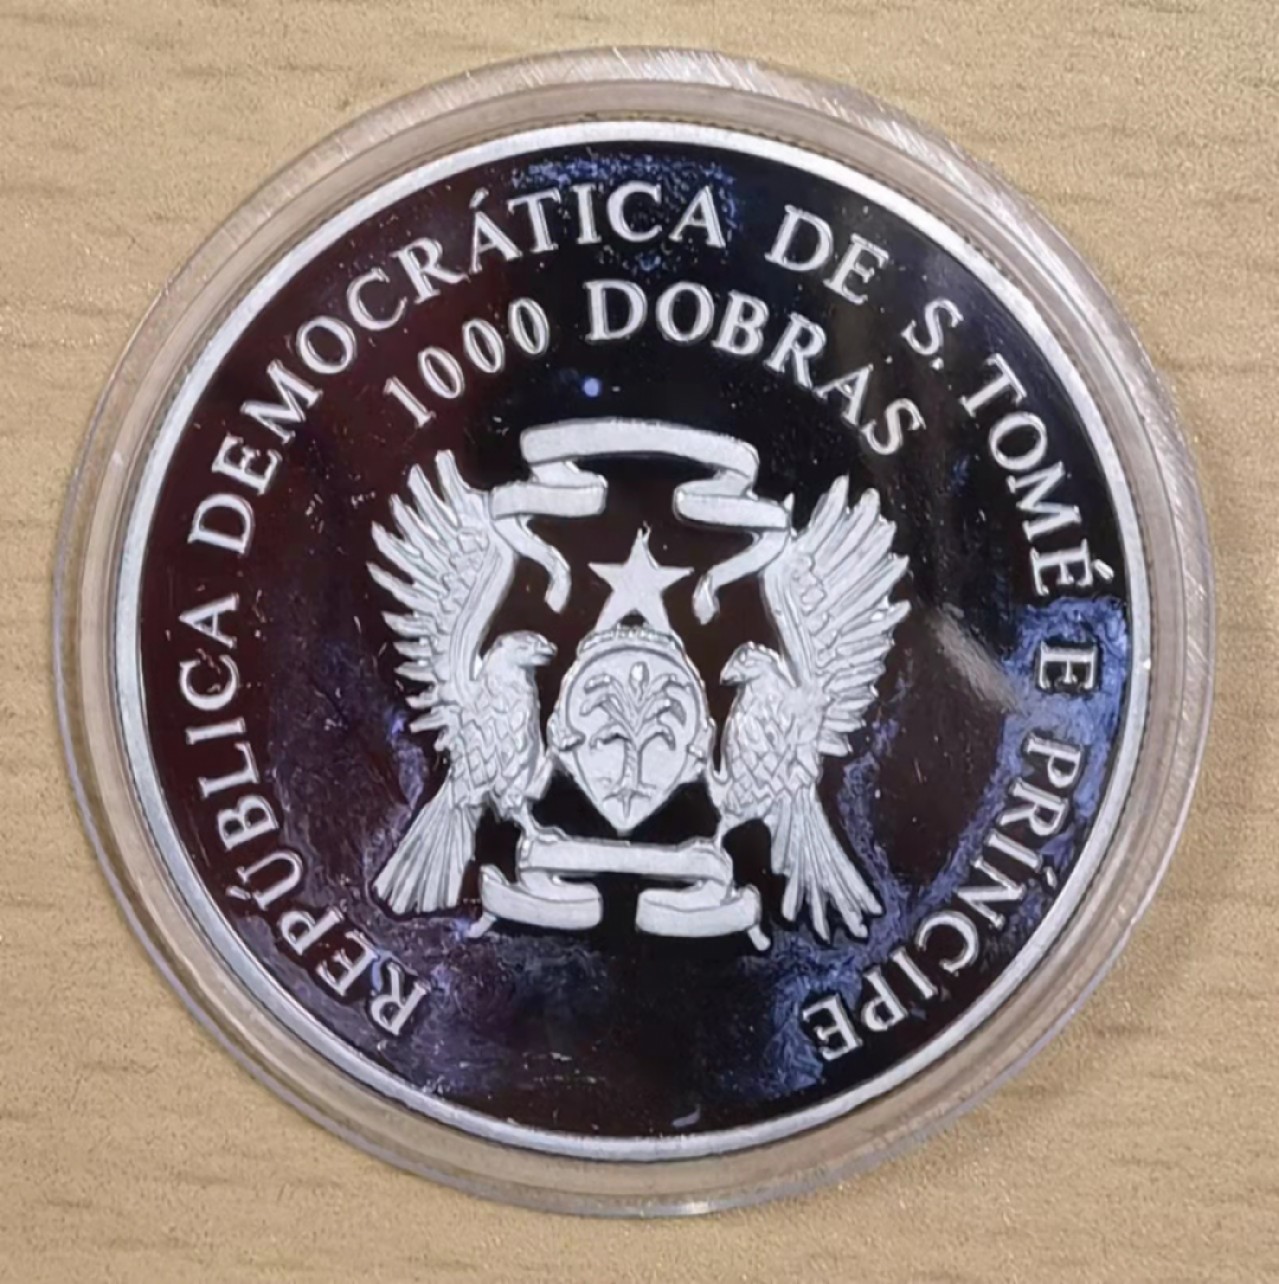 REPÚBLICA DEMOCRÁTICA DE S. TOMÉ E PRÍNCIPE
1000 DOBRAS